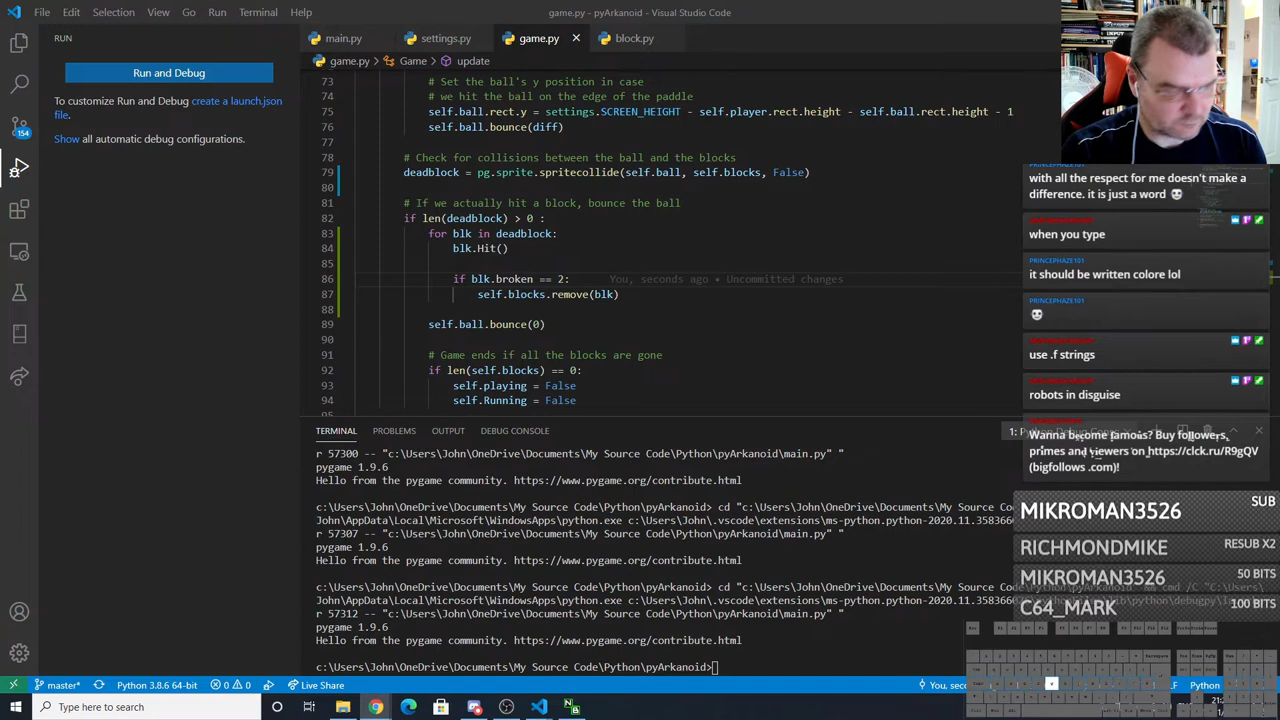 File Edit Selection View Go Run Terminal Help
game.py - pyArkanoid - Visual Studio Code
RUN
Run and Debug
To customize Run and Debug create a launch.json
file.
Show all automatic debug configurations.
154
main.py settings.py game.py block.py
game.py > Game > update
73 # Set the ball's y position in case
74 # we hit the ball on the edge of the paddle
75 self.ball.rect.y = settings.SCREEN_HEIGHT - self.player.rect.height - self.ball.rect.height - 1
76 self.ball.bounce(diff)
77
78 # Check for collisions between the ball and the blocks
79 deadblock = pg.sprite.spritecollide(self.ball, self.blocks, False)
80
81 # If we actually hit a block, bounce the ball
82 if len(deadblock) > 0 :
83 for blk in deadblock:
84 blk.Hit()
85
86 if blk.broken == 2: You, seconds ago • Uncommitted changes
87 self.blocks.remove(blk)
88
89 self.ball.bounce(0)
90
91 # Game ends if all the blocks are gone
92 if len(self.blocks) == 0:
93 self.playing = False
94 self.Running = False
95
TERMINAL PROBLEMS OUTPUT DEBUG CONSOLE
r 57300 -- "c:\Users\John\OneDrive\Documents\My Source Code\Python\pyArkanoid\main.py" "
pygame 1.9.6
Hello from the pygame community. https://www.pygame.org/contribute.html
c:\Users\John\OneDrive\Documents\My Source Code\Python\pyArkanoid> cd "c:\Users\John\OneDrive\Documents\My Source Code\Pyt
John\AppData\Local\Microsoft\WindowsApps\python.exe c:\Users\John\.vscode\extensions\ms-python.python-2020.11.3583660
r 57307 -- "c:\Users\John\OneDrive\Documents\My Source Code\Python\pyArkanoid\main.py" "
pygame 1.9.6
Hello from the pygame community. https://www.pygame.org/contribute.html
c:\Users\John\OneDrive\Documents\My Source Code\Python\pyArkanoid> cd "c:\Users\John\OneDrive\Documents\My Source Code\
John\AppData\Local\Microsoft\WindowsApps\python.exe c:\Users\John\.vscode\extensions\ms-python.python-2020.11.358366
r 57312 -- "c:\Users\John\OneDrive\Documents\My Source Code\Python\pyArkanoid\main.py" "
pygame 1.9.6
Hello from the pygame community. https://www.pygame.org/contribute.html
c:\Users\John\OneDrive\Documents\My Source Code\Python\pyArkanoid>
PRINCEPHAZE101
with all the respect for me doesn't make a
difference. it is just a word
when you type
PRINCEPHAZE101
it should be written colore lol
PRINCEPHAZE101
use .f strings
robots in disguise
Wanna become famous? Buy followers,
primes and viewers on https://clck.ru/R9gQV
(bigfollows .com)!
MIKROMAN3526 SUB
RICHMONDMIKE RESUB X2
MIKROMAN3526 50 BITS
C64_MARK 100 BITS
master* Python 3.8.6 64-bit 0 0 Live Share
Python
Type here to search